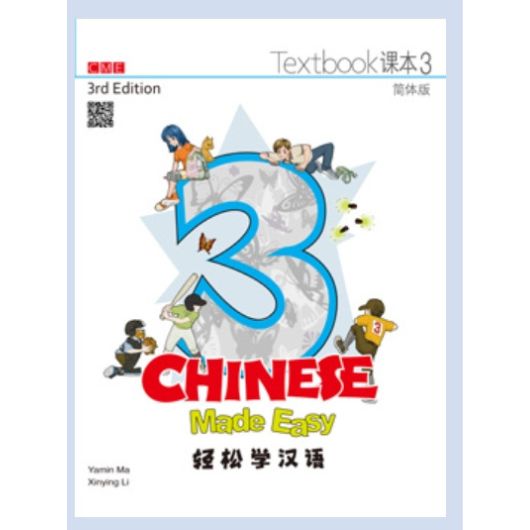 CME
Textbook课本3
3rd Edition
简体版
3
3
CHINESE
Made Easy
轻松学汉语
Yamin Ma
Xinying Li